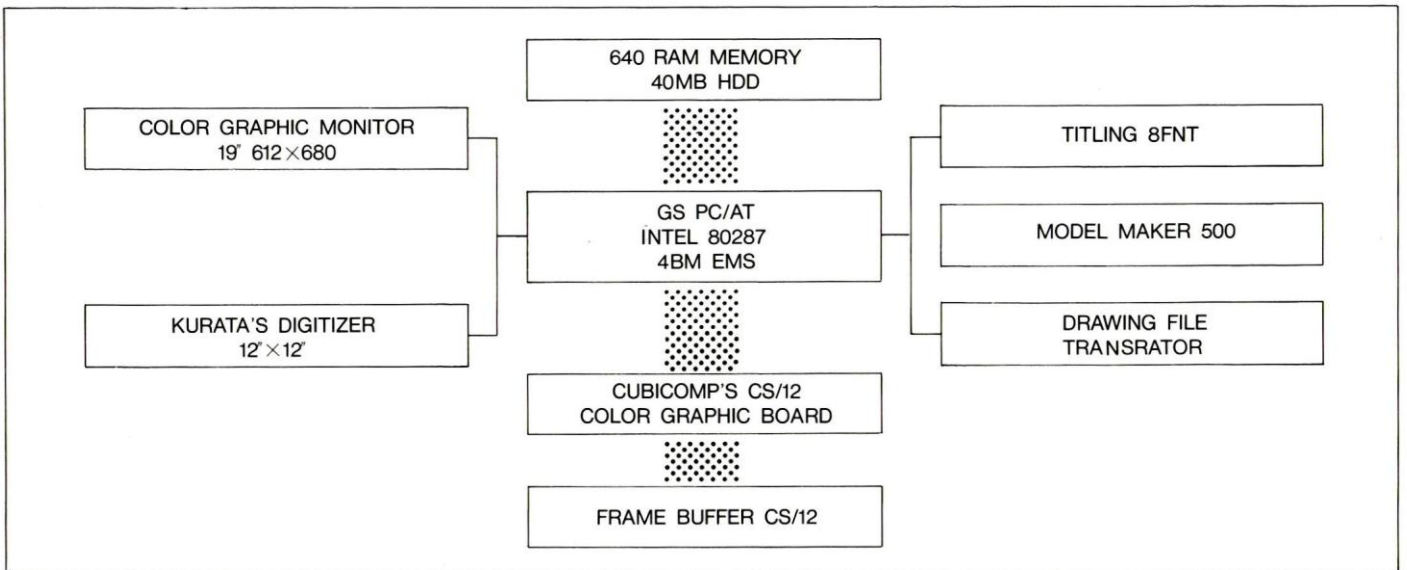 640 RAM MEMORY
40MB HDD
COLOR GRAPHIC MONITOR
19" 612×680
TITLING 8FNT
GS PC/AT
INTEL 80287
4BM EMS
MODEL MAKER 500
KURATA'S DIGITIZER
12"×12"
DRAWING FILE
TRANSRATOR
CUBICOMP'S CS/12
COLOR GRAPHIC BOARD
FRAME BUFFER CS/12